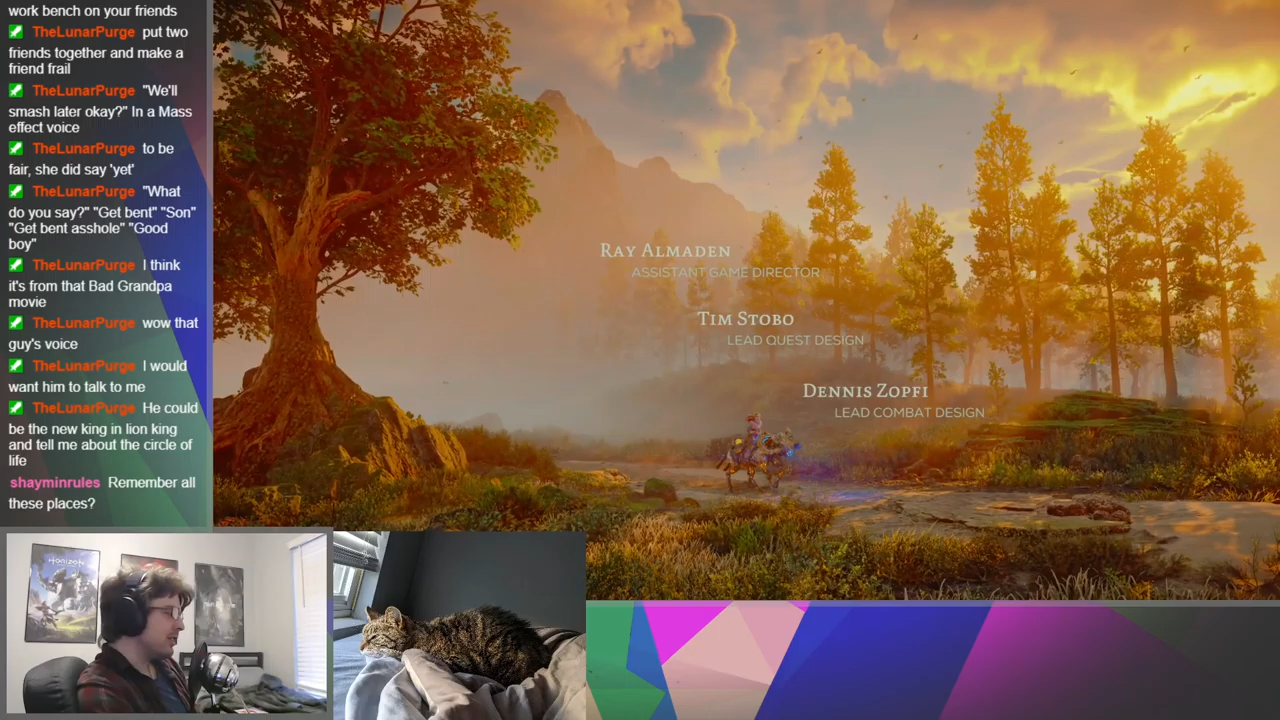 work bench on your friends
TheLunarPurge put two
friends together and make a
friend frail
TheLunarPurge "We'll
smash later okay?" In a Mass
effect voice
TheLunarPurge to be
fair, she did say 'yet'
TheLunarPurge "What
do you say?" "Get bent" "Son"
"Get bent asshole" "Good
boy"
TheLunarPurge I think
it's from that Bad Grandpa
movie
TheLunarPurge wow that
guy's voice
TheLunarPurge I would
want him to talk to me
TheLunarPurge He could
be the new king in lion king
and tell me about the circle of
life
shayminrules Remember all
these places?
Ray Almaden
ASSISTANT GAME DIRECTOR
Tim Stobo
LEAD QUEST DESIGN
Dennis Zopfi
LEAD COMBAT DESIGN
HORIZON